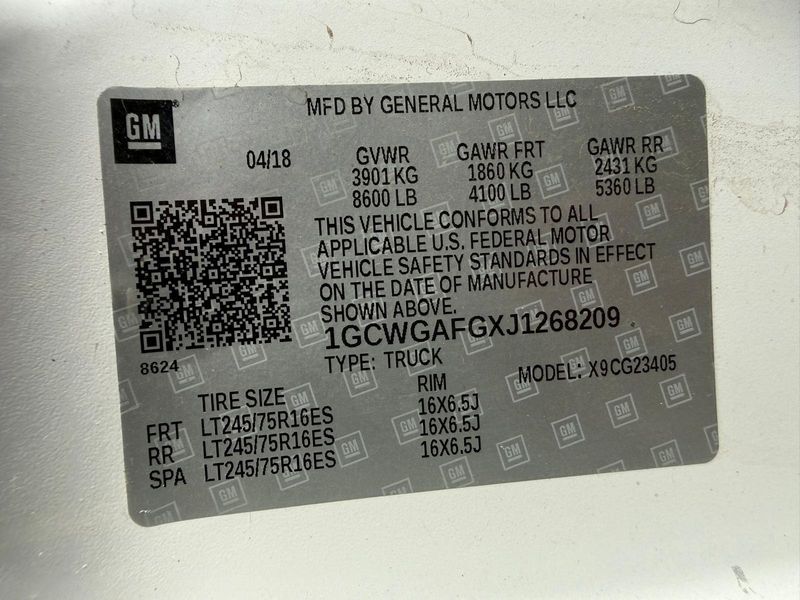 GM
MFD BY GENERAL MOTORS LLC
04/18 GVWR GAWR FRT GAWR RR
3901 KG 1860 KG 2431 KG
8600 LB 4100 LB 5360 LB
THIS VEHICLE CONFORMS TO ALL
APPLICABLE U.S. FEDERAL MOTOR
VEHICLE SAFETY STANDARDS IN EFFECT
ON THE DATE OF MANUFACTURE
SHOWN ABOVE.
1GCWGAFGXJ1268209
8624 TYPE: TRUCK MODEL: X9CG23405
TIRE SIZE RIM
FRT LT245/75R16ES 16X6.5J
RR LT245/75R16ES 16X6.5J
SPA LT245/75R16ES 16X6.5J